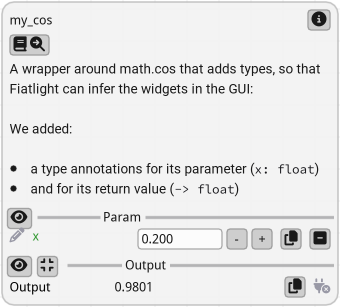 my_cos
A wrapper around math.cos that adds types, so that
Fiatlight can infer the widgets in the GUI:
We added:
• a type annotations for its parameter (x: float)
• and for its return value (-> float)
Param
x 0.200 - +
Output
Output 0.9801